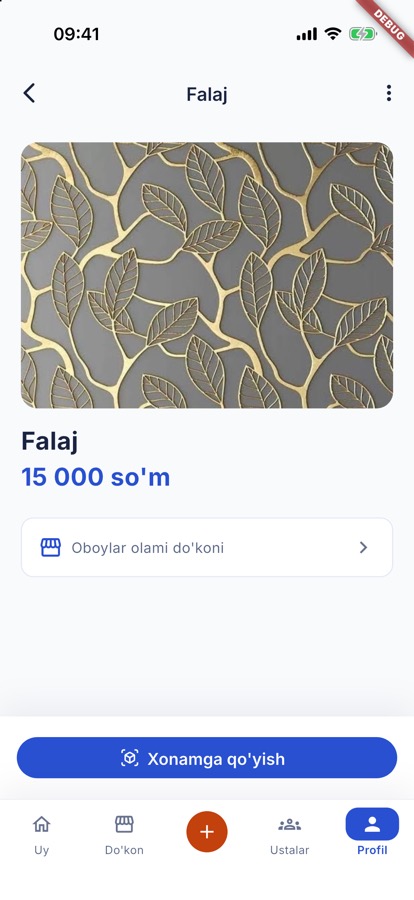 DEBUG
09:41
Falaj
Falaj
15 000 so'm
Oboylar olami do'koni
Xonamga qo'yish
Uy
Do'kon
Ustalar
Profil